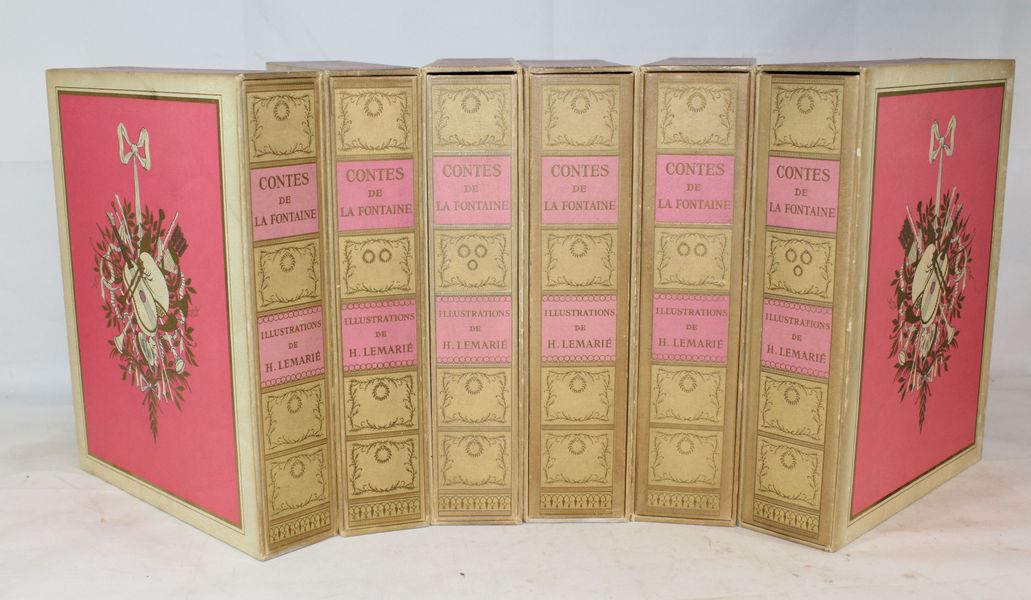 CONTES
DE
LA FONTAINE
ILLUSTRATIONS
DE
H. LEMARIÉ
CONTES
DE
LA FONTAINE
ILLUSTRATIONS
DE
H. LEMARIÉ
CONTES
DE
LA FONTAINE
ILLUSTRATIONS
DE
H. LEMARIÉ
CONTES
DE
LA FONTAINE
ILLUSTRATIONS
DE
H. LEMARIÉ
CONTES
DE
LA FONTAINE
ILLUSTRATIONS
DE
H. LEMARIÉ
CONTES
DE
LA FONTAINE
ILLUSTRATIONS
DE
H. LEMARIÉ